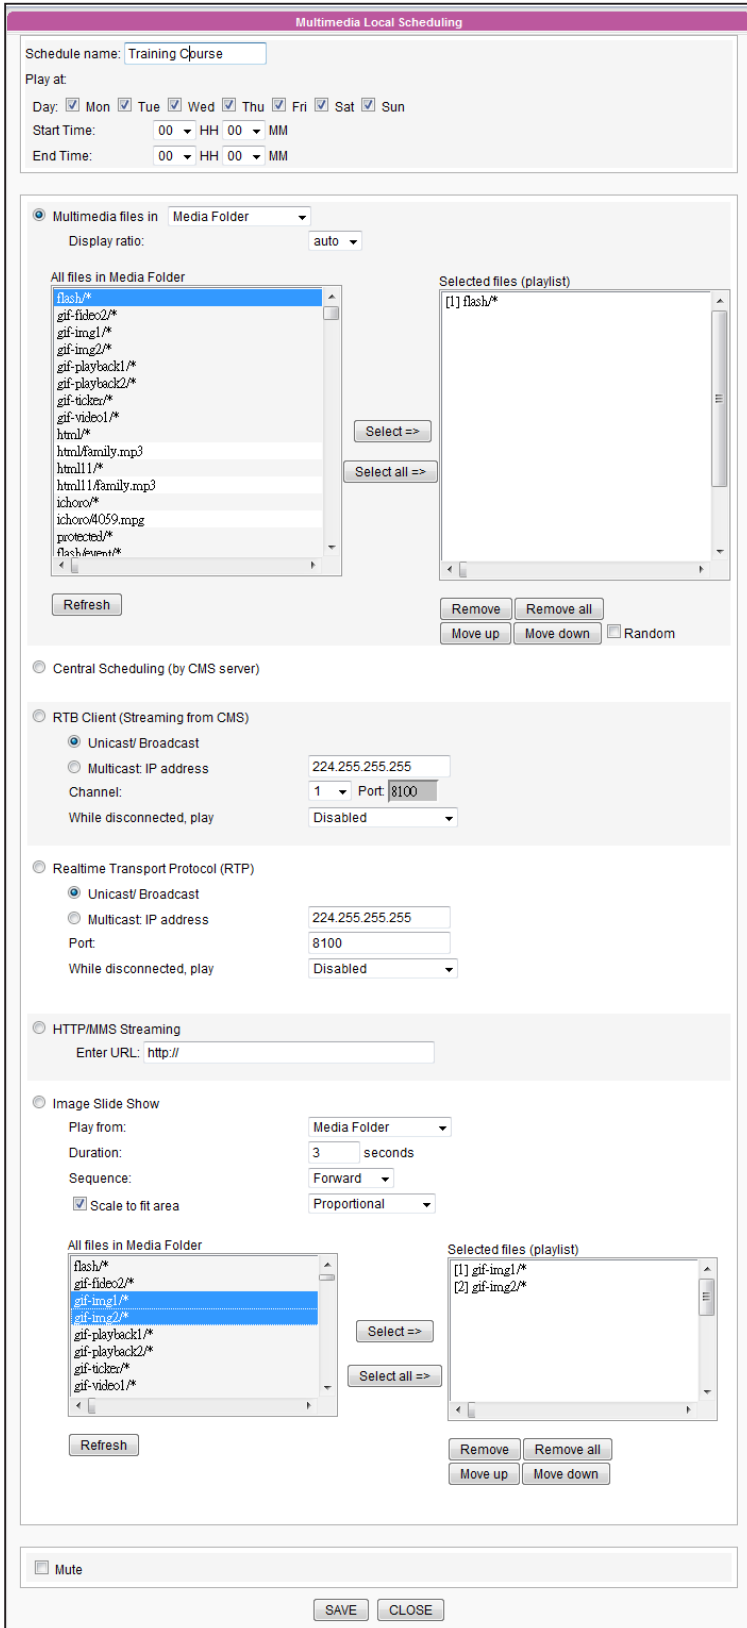 Multimedia Local Scheduling
Schedule name: Training Course
Play at:
Day: Mon Tue Wed Thu Fri Sat Sun
Start Time: 00 HH 00 MM
End Time: 00 HH 00 MM
Multimedia files in Media Folder
Display ratio: auto
All files in Media Folder
flash/*
gif-fideo2/*
gif-img1/*
gif-img2/*
gif-playback1/*
gif-playback2/*
gif-ticker/*
gif-video1/*
html/*
html/family.mp3
html11/*
html11/family.mp3
ichoro/*
ichoro/4059.mpg
protected/*
flash/event/*
Refresh
Select =>
Select all =>
Selected files (playlist)
[1] flash/*
Remove Remove all
Move up Move down Random
Central Scheduling (by CMS server)
RTB Client (Streaming from CMS)
Unicast/ Broadcast
Multicast: IP address 224.255.255.255
Channel: 1 Port: 8100
While disconnected, play Disabled
Realtime Transport Protocol (RTP)
Unicast/ Broadcast
Multicast: IP address 224.255.255.255
Port: 8100
While disconnected, play Disabled
HTTP/MMS Streaming
Enter URL: http://
Image Slide Show
Play from: Media Folder
Duration: 3 seconds
Sequence: Forward
Scale to fit area Proportional
All files in Media Folder
flash/*
gif-fideo2/*
gif-img1/*
gif-img2/*
gif-playback1/*
gif-playback2/*
gif-ticker/*
gif-video1/*
Refresh
Select =>
Select all =>
Selected files (playlist)
[1] gif-img1/*
[2] gif-img2/*
Remove Remove all
Move up Move down
Mute
SAVE CLOSE